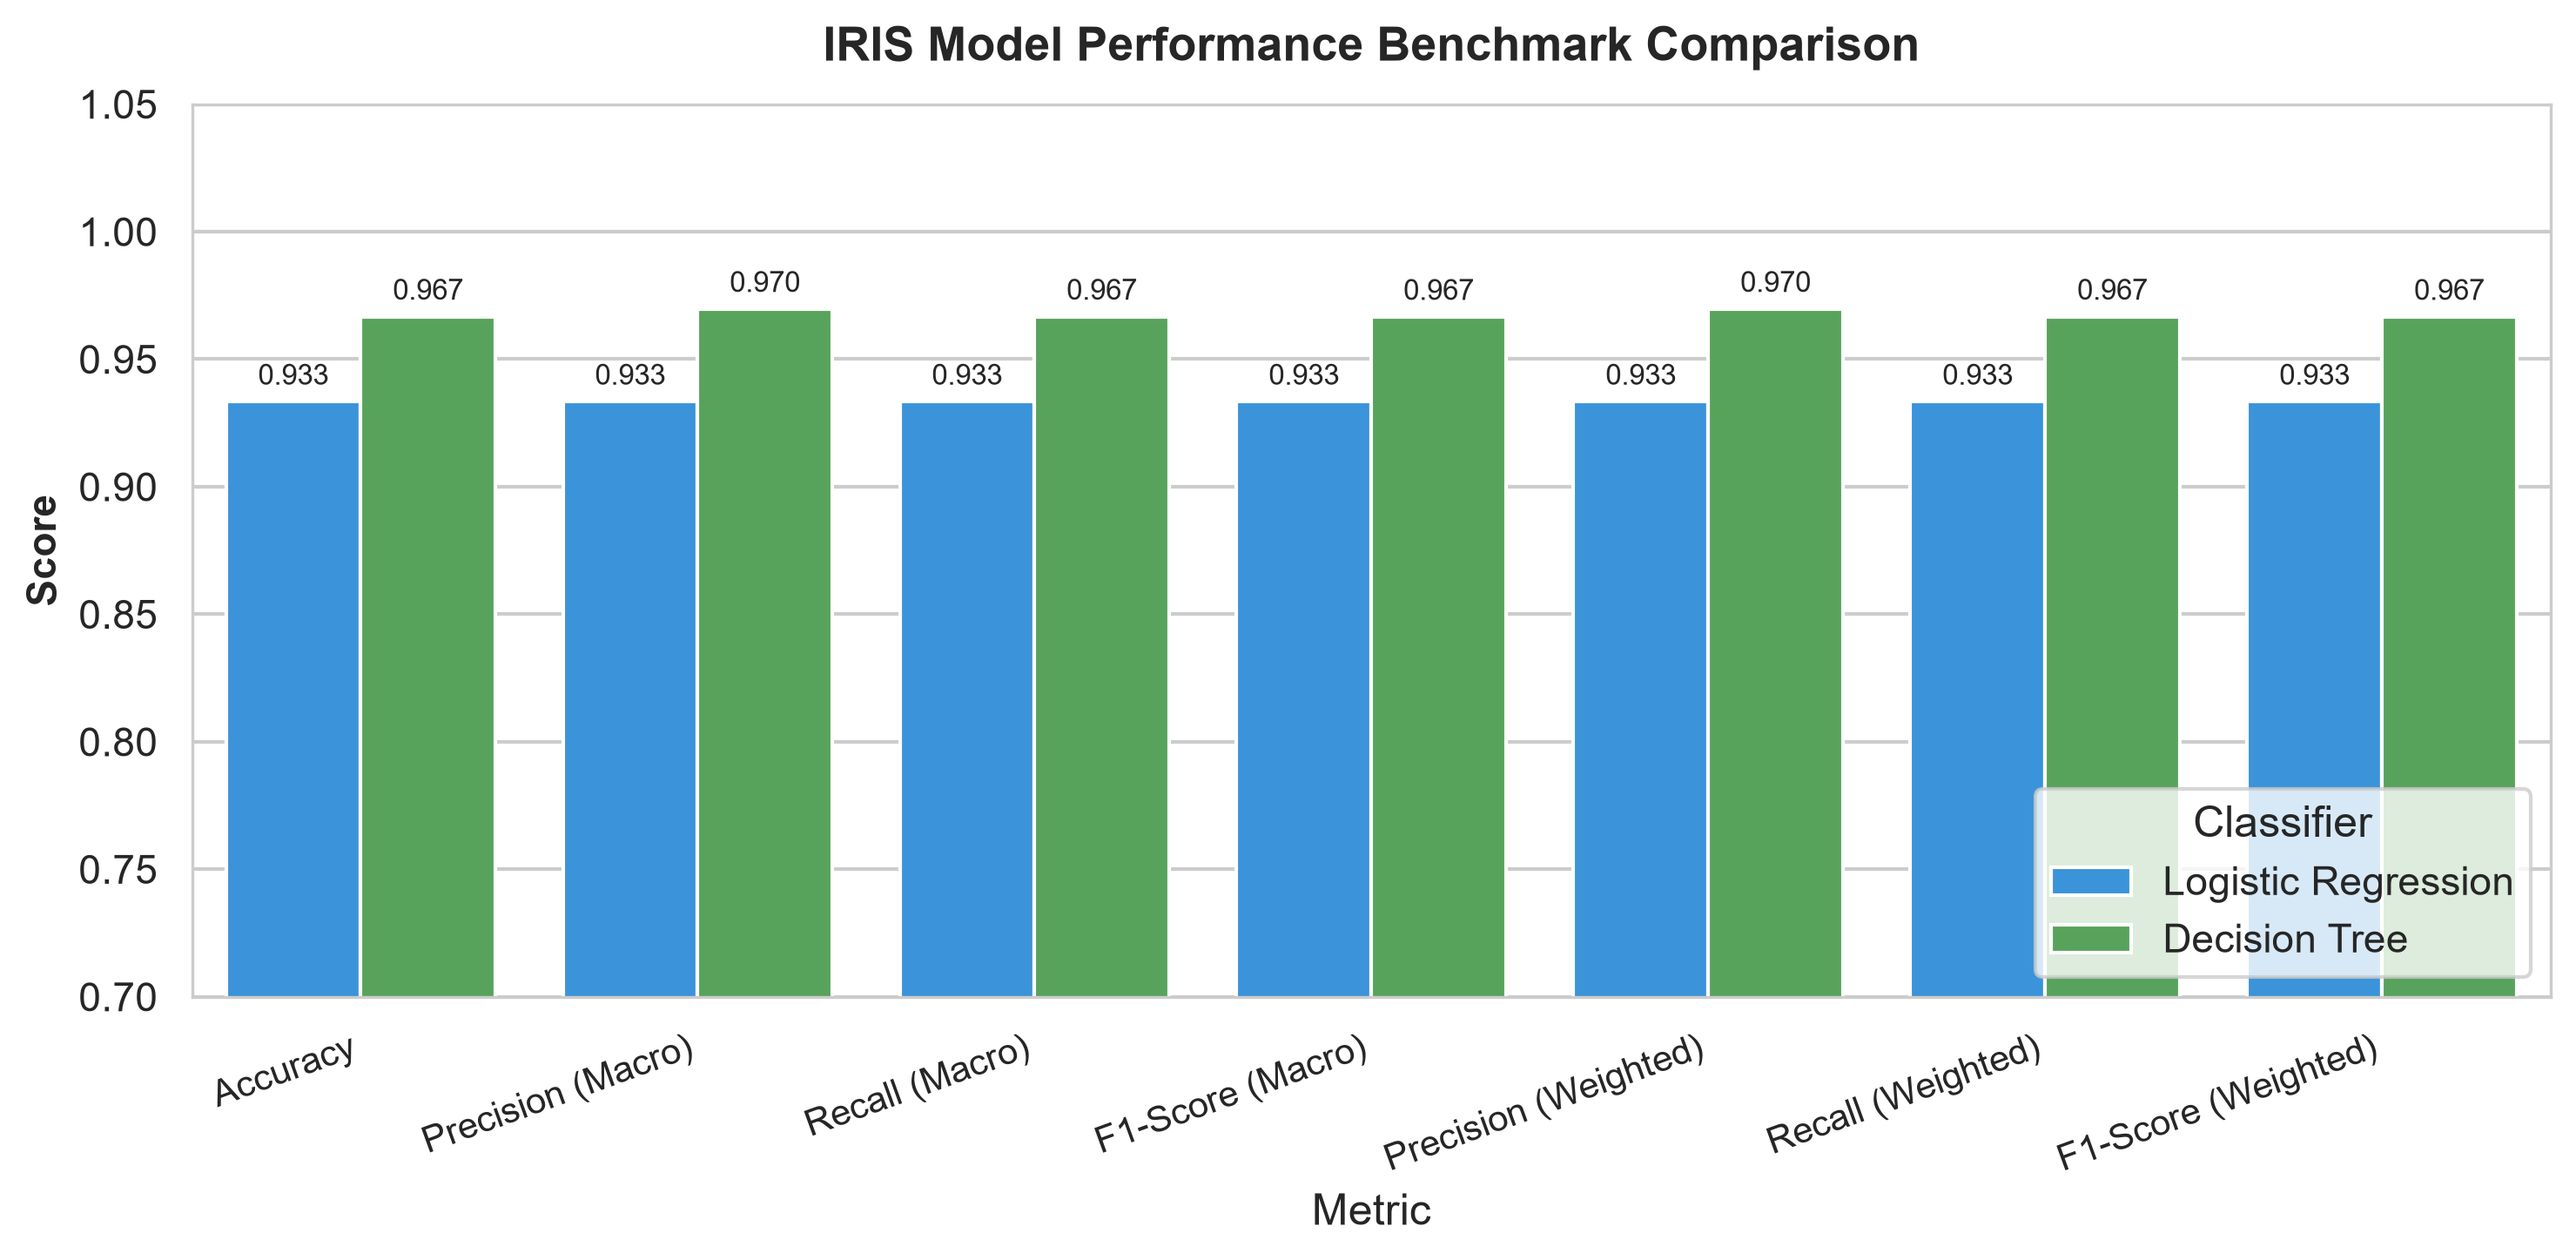 IRIS Model Performance Benchmark Comparison
1.05
1.00
0.95
0.90
0.85
0.80
0.75
0.70
Score
0.933
0.967
0.933
0.970
0.933
0.967
0.933
0.967
0.933
0.970
0.933
0.967
0.933
0.967
Classifier
Logistic Regression
Decision Tree
Accuracy
Precision (Macro)
Recall (Macro)
F1-Score (Macro)
Precision (Weighted)
Recall (Weighted)
F1-Score (Weighted)
Metric